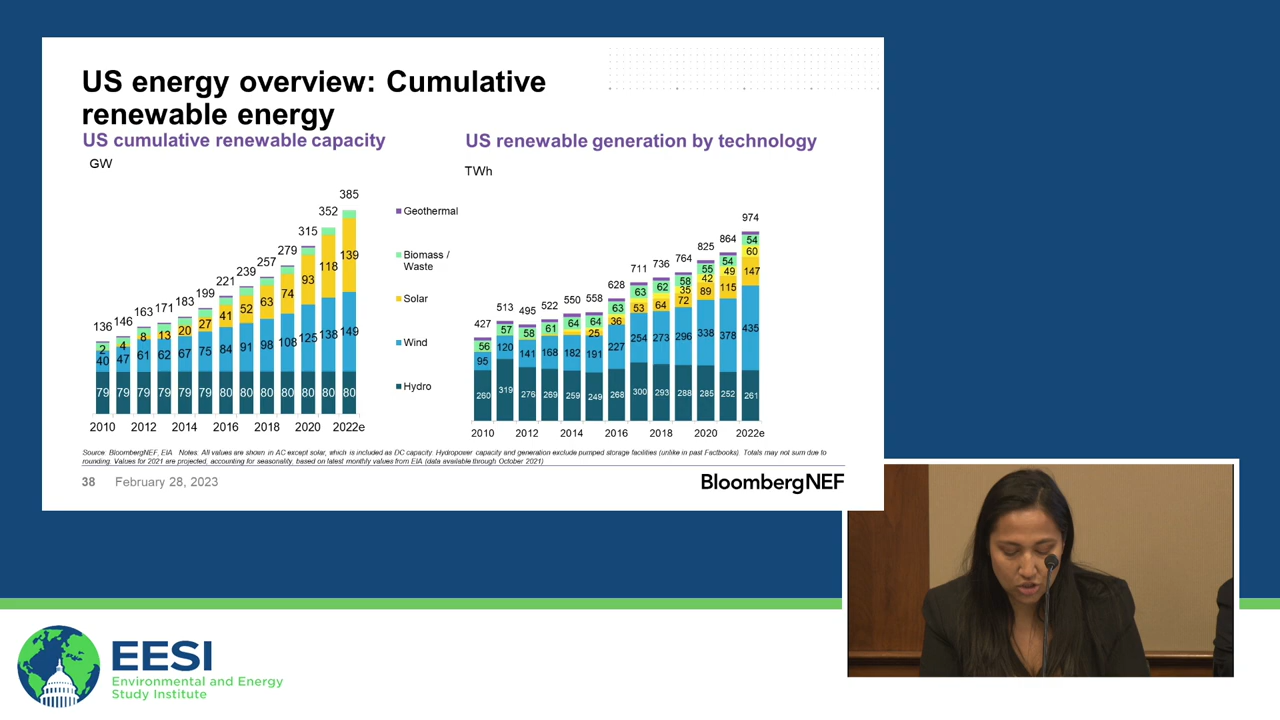 US energy overview: Cumulative
renewable energy
US cumulative renewable capacity
GW
136 146 163 171 183 199 221 239 257 279 315 352 385
2 4 8 13 20 27 41 52 63 74 93 118 139
40 47 61 62 67 75 84 91 98 108 125 138 149
79 79 79 79 79 79 80 80 80 80 80 80 80
2010 2012 2014 2016 2018 2020 2022e
Geothermal
Biomass /
Waste
Solar
Wind
Hydro
US renewable generation by technology
TWh
427 513 495 522 550 558 628 711 736 764 825 864 974
56 57 58 61 64 64 63 63 62 58 55 54 54
35 42 49 60
25 36 53 64 72 89 115 147
95 120 141 168 182 191 227 254 273 296 338 378 435
260 319 276 269 259 249 268 300 293 288 285 252 261
2010 2012 2014 2016 2018 2020 2022e
Source: BloombergNEF, EIA Notes: All values are shown in AC except solar, which is included as DC capacity. Hydropower capacity and generation exclude pumped storage facilities (unlike in past Factbooks). Totals may not sum due to
rounding. Values for 2021 are projected, accounting for seasonality, based on latest monthly values from EIA (data available through October 2021)
38 February 28, 2023
BloombergNEF
EESI
Environmental and Energy
Study Institute